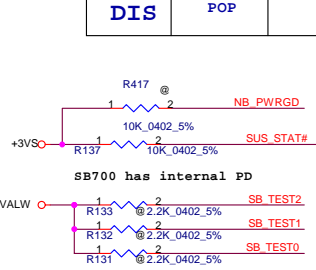 DIS POP
R417 @
1 2 NB_PWRGD
10K_0402_5%
+3VS 1 2 SUS_STAT#
R137 10K_0402_5%
SB700 has internal PD
VALW 1 2 SB_TEST2
R133 @ 2.2K_0402_5%
1 2 SB_TEST1
R132 @ 2.2K_0402_5%
1 2 SB_TEST0
R131 @ 2.2K_0402_5%